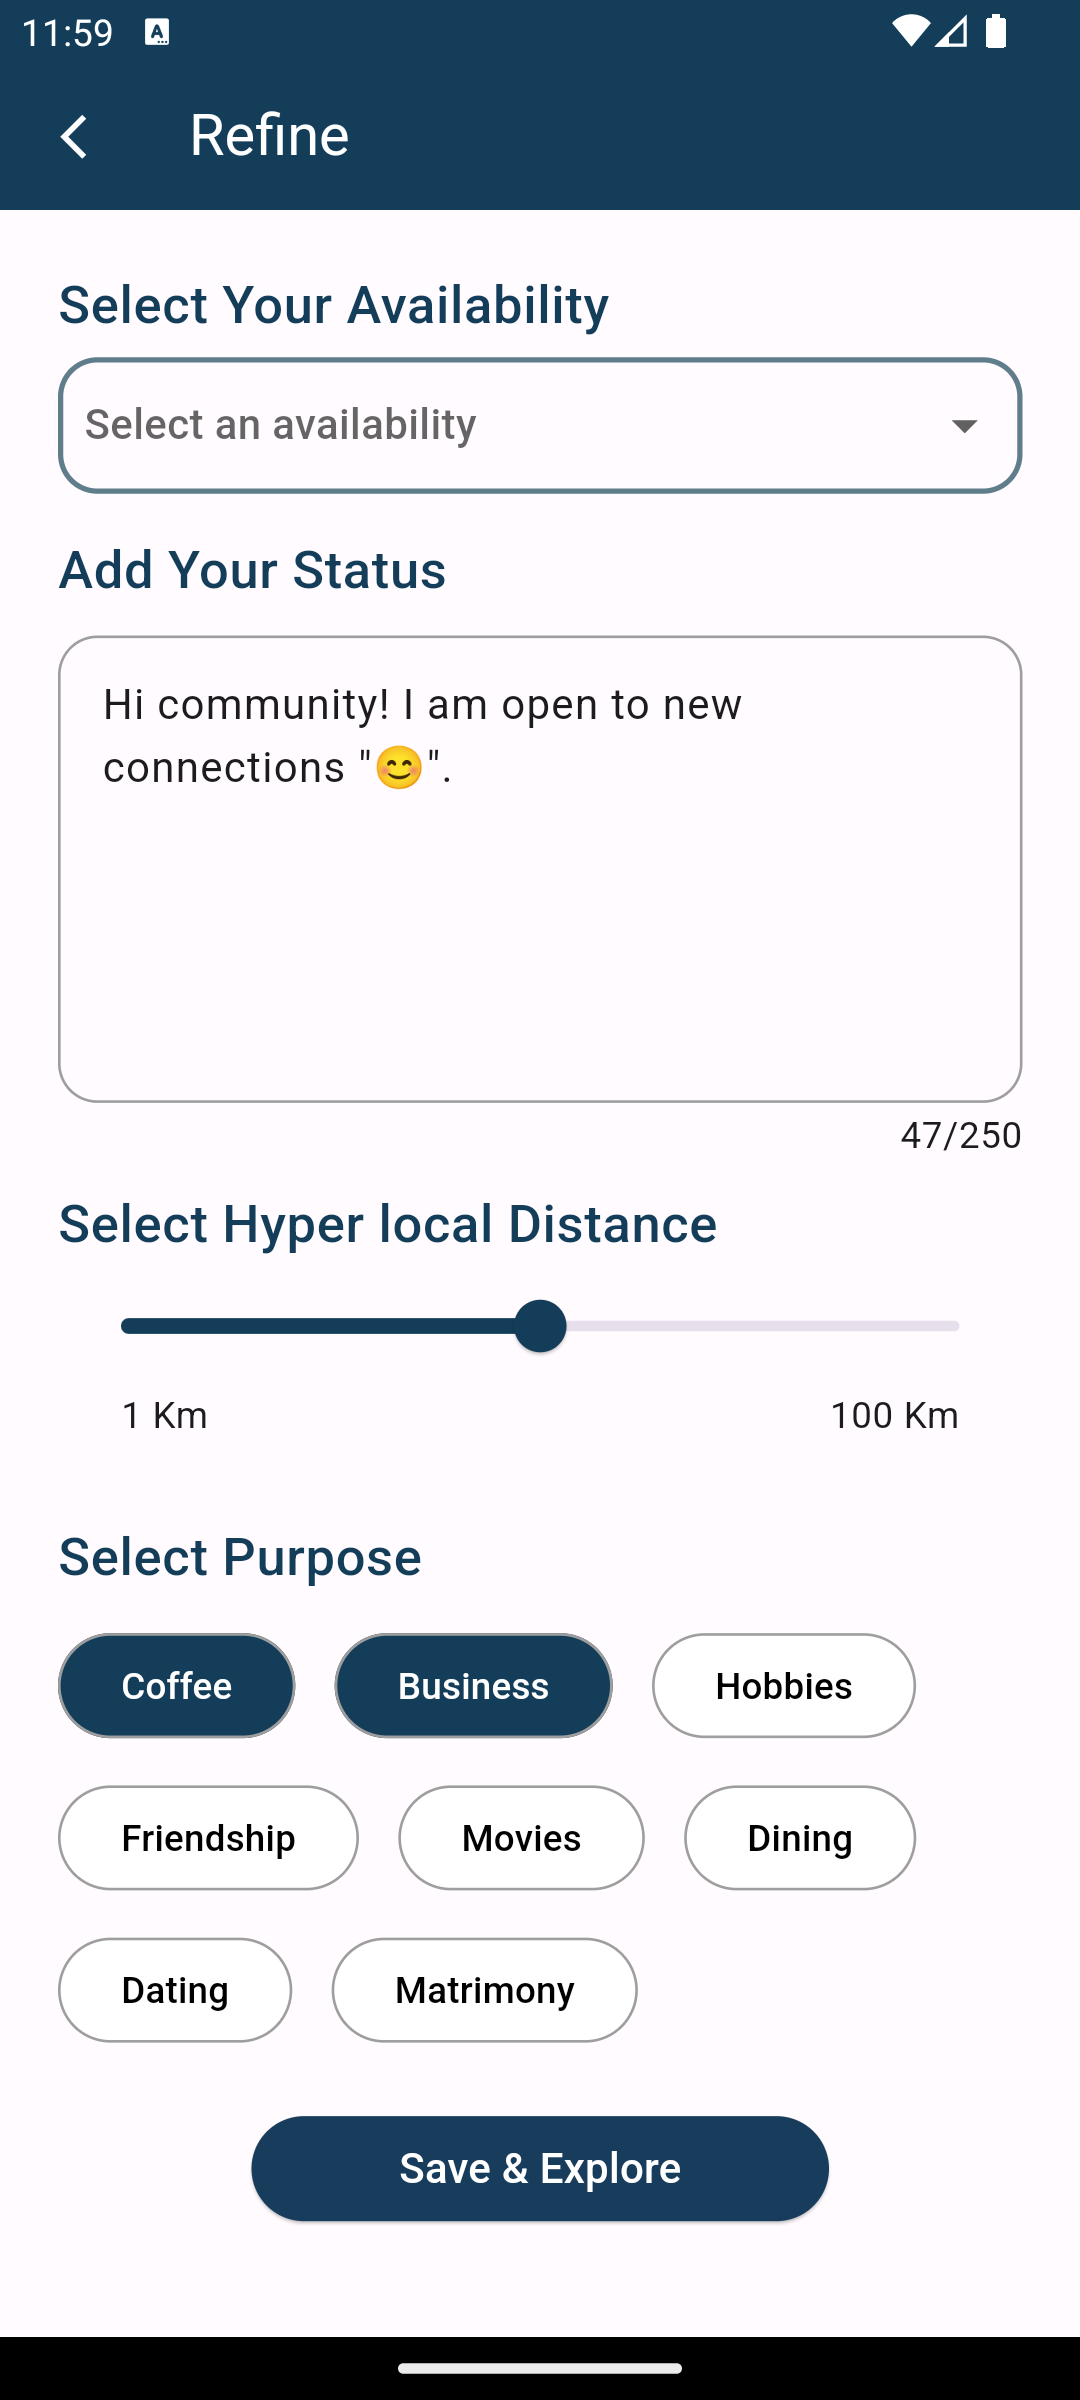 11:59
Refine
Select Your Availability
Select an availability
Add Your Status
Hi community! I am open to new
connections "😊".
47/250
Select Hyper local Distance
1 Km 100 Km
Select Purpose
Coffee Business Hobbies
Friendship Movies Dining
Dating Matrimony
Save & Explore